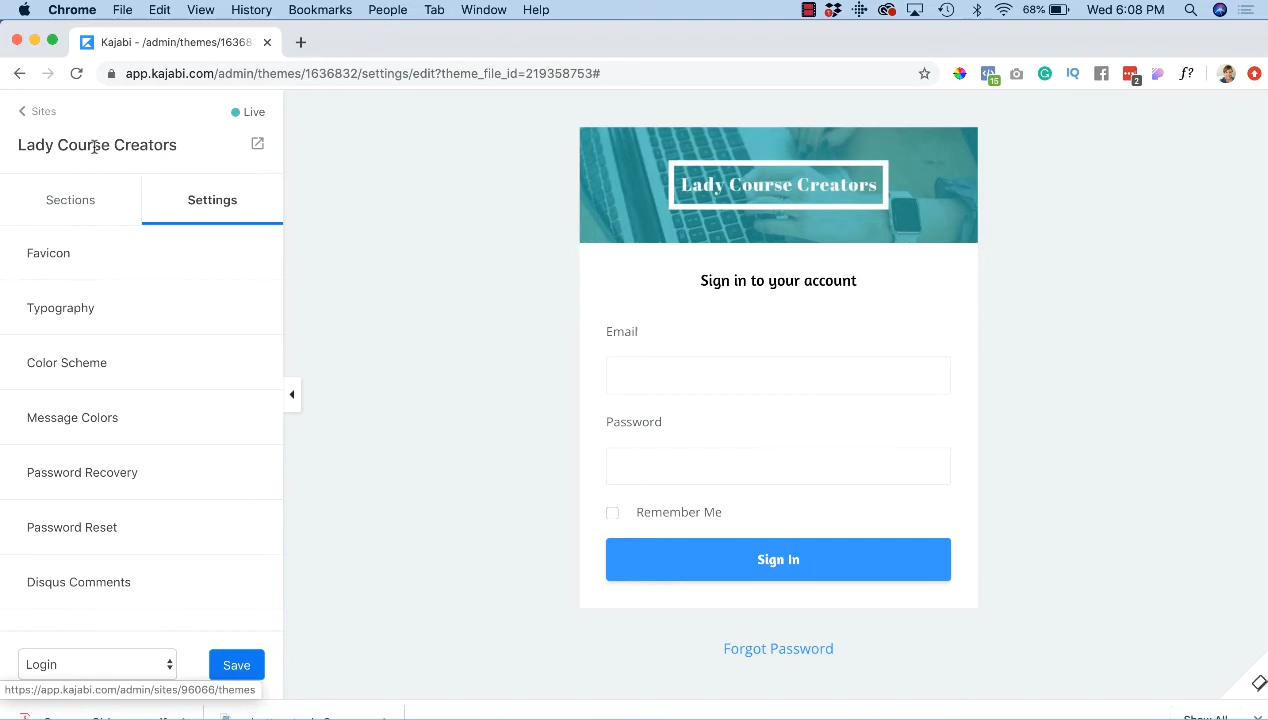 Chrome File Edit View History Bookmarks People Tab Window Help 68% Wed 6:08 PM
Kajabi - /admin/themes/16368
app.kajabi.com/admin/themes/1636832/settings/edit?theme_file_id=219358753#
15
IQ
2
f?
Sites
Live
Lady Course Creators
Sections
Settings
Favicon
Typography
Color Scheme
Message Colors
Password Recovery
Password Reset
Disqus Comments
Login
Save
https://app.kajabi.com/admin/sites/96066/themes
Lady Course Creators
Sign in to your account
Email
Password
Remember Me
Sign In
Forgot Password
Show All